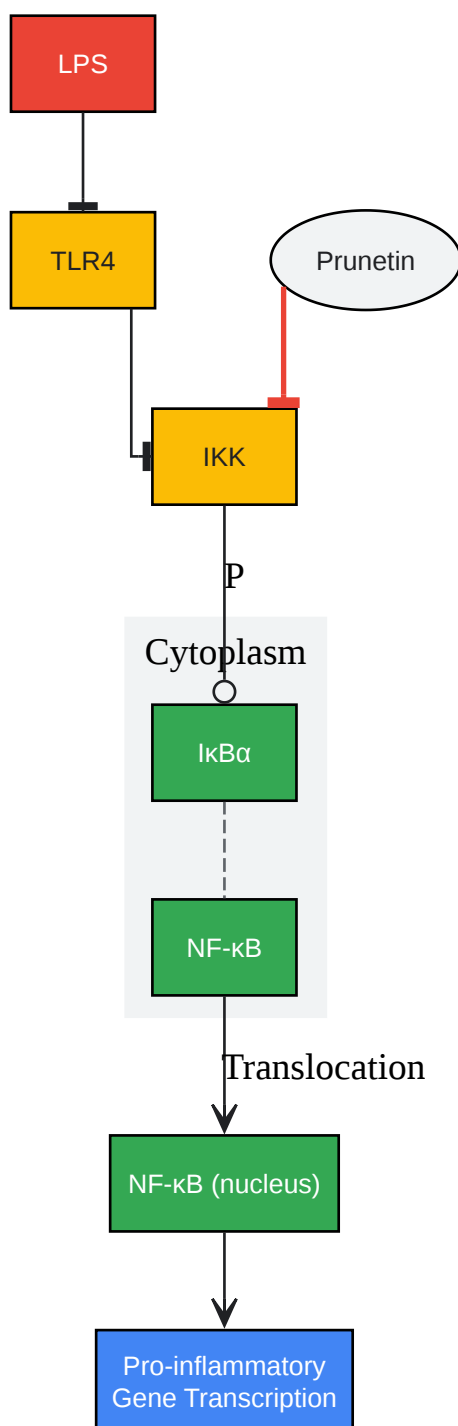 LPS
TLR4
Prunetin
IKK
P
Cytoplasm
IκBα
NF-κB
Translocation
NF-κB (nucleus)
Pro-inflammatory
Gene Transcription